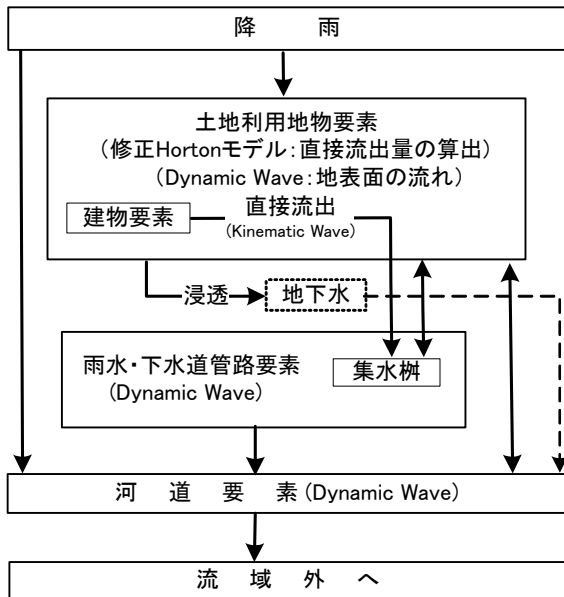 降 雨
土地利用地物要素
(修正Hortonモデル:直接流出量の算出)
(Dynamic Wave:地表面の流れ)
直接流出
建物要素
(Kinematic Wave)
浸透
地下水
雨水・下水道管路要素
(Dynamic Wave)
集水桝
河 道 要 素 (Dynamic Wave)
流 域 外 へ